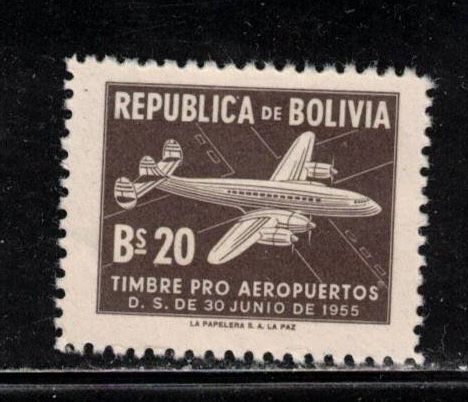 REPUBLICA DE BOLIVIA
Bs 20
TIMBRE PRO AEROPUERTOS
D. S. DE 30 JUNIO DE 1955
LA PAPELERA S. A. LA PAZ